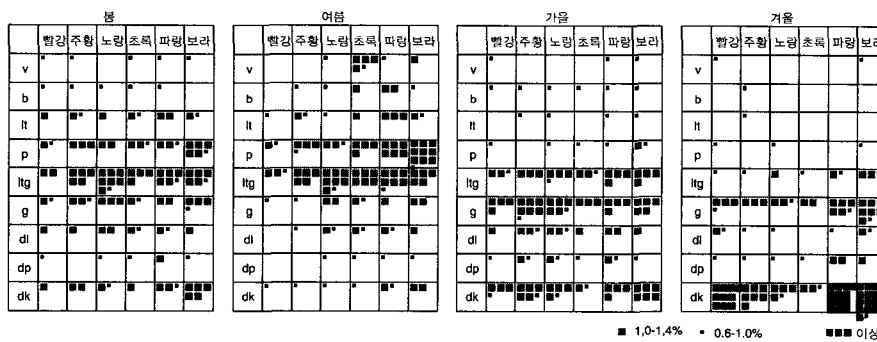 봄 여름 가을 겨울
빨강 주황 노랑 초록 파랑 보라 빨강 주황 노랑 초록 파랑 보라 빨강 주황 노랑 초록 파랑 보라 빨강 주황 노랑 초록 파랑 보라
v v v v
b b b b
lt lt lt lt
p p p p
ltg ltg ltg ltg
g g g g
dl dl dl dl
dp dp dp dp
dk dk dk dk
■ 1,0-1,4% ▪ 0.6-1.0% ■■■ 이상